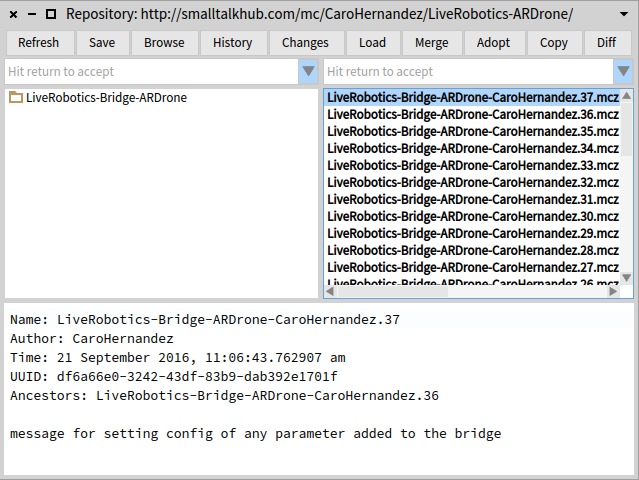 Repository: http://smalltalkhub.com/mc/CaroHernandez/LiveRobotics-ARDrone/
Refresh Save Browse History Changes Load Merge Adopt Copy Diff
Hit return to accept Hit return to accept
LiveRobotics-Bridge-ARDrone
LiveRobotics-Bridge-ARDrone-CaroHernandez.37.mcz
LiveRobotics-Bridge-ARDrone-CaroHernandez.36.mcz
LiveRobotics-Bridge-ARDrone-CaroHernandez.35.mcz
LiveRobotics-Bridge-ARDrone-CaroHernandez.34.mcz
LiveRobotics-Bridge-ARDrone-CaroHernandez.33.mcz
LiveRobotics-Bridge-ARDrone-CaroHernandez.32.mcz
LiveRobotics-Bridge-ARDrone-CaroHernandez.31.mcz
LiveRobotics-Bridge-ARDrone-CaroHernandez.30.mcz
LiveRobotics-Bridge-ARDrone-CaroHernandez.29.mcz
LiveRobotics-Bridge-ARDrone-CaroHernandez.28.mcz
LiveRobotics-Bridge-ARDrone-CaroHernandez.27.mcz
LiveRobotics-Bridge-ARDrone-CaroHernandez.26.mcz
Name: LiveRobotics-Bridge-ARDrone-CaroHernandez.37
Author: CaroHernandez
Time: 21 September 2016, 11:06:43.762907 am
UUID: df6a66e0-3242-43df-83b9-dab392e1701f
Ancestors: LiveRobotics-Bridge-ARDrone-CaroHernandez.36
message for setting config of any parameter added to the bridge